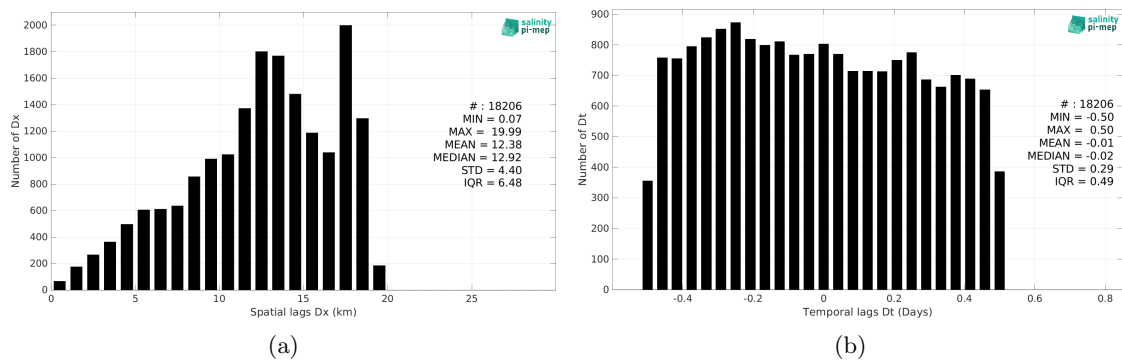 2000
1800
1600
1400
1200
1000
800
600
400
200
0
Number of Dx
0
5
10
15
20
25
Spatial lags Dx (km)
salinity
pi-mep
# : 18206
MIN = 0.07
MAX = 19.99
MEAN = 12.38
MEDIAN = 12.92
STD = 4.40
IQR = 6.48
(a)
900
800
700
600
500
400
300
200
100
0
Number of Dt
-0.4
-0.2
0
0.2
0.4
0.6
0.8
Temporal lags Dt (Days)
salinity
pi-mep
# : 18206
MIN = -0.50
MAX = 0.50
MEAN = -0.01
MEDIAN = -0.02
STD = 0.29
IQR = 0.49
(b)